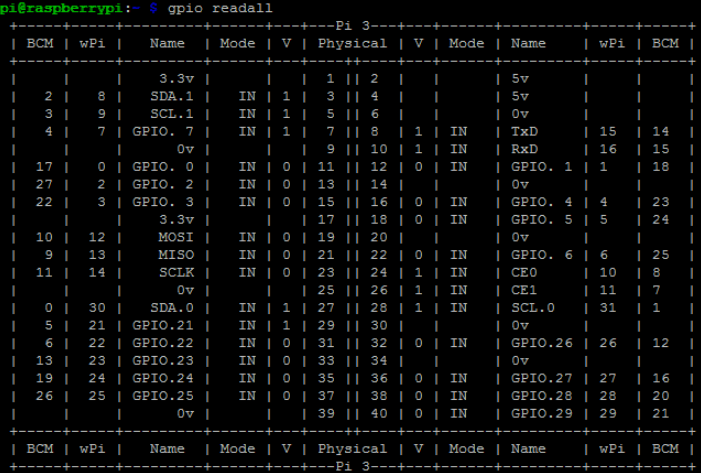 pi@raspberrypi:~ $ gpio readall
+-----+-----+---------+------+---+---Pi 3---+---+------+---------+-----+-----+
| BCM | wPi |   Name  | Mode | V | Physical | V | Mode | Name    | wPi | BCM |
+-----+-----+---------+------+---+----++----+---+------+---------+-----+-----+
|     |     |    3.3v |      |   |  1 || 2  |   |      | 5v      |     |     |
|   2 |   8 |   SDA.1 |   IN | 1 |  3 || 4  |   |      | 5v      |     |     |
|   3 |   9 |   SCL.1 |   IN | 1 |  5 || 6  |   |      | 0v      |     |     |
|   4 |   7 | GPIO. 7 |   IN | 1 |  7 || 8  | 1 | IN   | TxD     | 15  | 14  |
|     |     |      0v |      |   |  9 || 10 | 1 | IN   | RxD     | 16  | 15  |
|  17 |   0 | GPIO. 0 |   IN | 0 | 11 || 12 | 0 | IN   | GPIO. 1 | 1   | 18  |
|  27 |   2 | GPIO. 2 |   IN | 0 | 13 || 14 |   |      | 0v      |     |     |
|  22 |   3 | GPIO. 3 |   IN | 0 | 15 || 16 | 0 | IN   | GPIO. 4 | 4   | 23  |
|     |     |    3.3v |      |   | 17 || 18 | 0 | IN   | GPIO. 5 | 5   | 24  |
|  10 |  12 |    MOSI |   IN | 0 | 19 || 20 |   |      | 0v      |     |     |
|   9 |  13 |    MISO |   IN | 0 | 21 || 22 | 0 | IN   | GPIO. 6 | 6   | 25  |
|  11 |  14 |    SCLK |   IN | 0 | 23 || 24 | 1 | IN   | CE0     | 10  | 8   |
|     |     |      0v |      |   | 25 || 26 | 1 | IN   | CE1     | 11  | 7   |
|   0 |  30 |   SDA.0 |   IN | 1 | 27 || 28 | 1 | IN   | SCL.0   | 31  | 1   |
|   5 |  21 | GPIO.21 |   IN | 1 | 29 || 30 |   |      | 0v      |     |     |
|   6 |  22 | GPIO.22 |   IN | 0 | 31 || 32 | 0 | IN   | GPIO.26 | 26  | 12  |
|  13 |  23 | GPIO.23 |   IN | 0 | 33 || 34 |   |      | 0v      |     |     |
|  19 |  24 | GPIO.24 |   IN | 0 | 35 || 36 | 0 | IN   | GPIO.27 | 27  | 16  |
|  26 |  25 | GPIO.25 |   IN | 0 | 37 || 38 | 0 | IN   | GPIO.28 | 28  | 20  |
|     |     |      0v |      |   | 39 || 40 | 0 | IN   | GPIO.29 | 29  | 21  |
+-----+-----+---------+------+---+----++----+---+------+---------+-----+-----+
| BCM | wPi |   Name  | Mode | V | Physical | V | Mode | Name    | wPi | BCM |
+-----+-----+---------+------+---+---Pi 3---+---+------+---------+-----+-----+